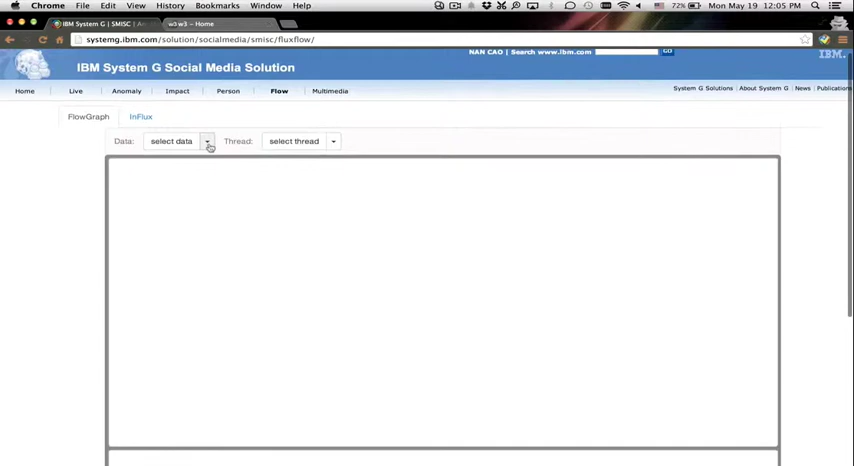 Chrome File Edit View History Bookmarks Window Help 72% Mon May 19 12:05 PM
IBM System G | SMISC | An w3 w3 - Home
systemg.ibm.com/solution/socialmedia/smisc/fluxflow/
NAN CAO | Search www.ibm.com GO IBM.
IBM System G Social Media Solution
Home Live Anomaly Impact Person Flow Multimedia System G Solutions | About System G | News | Publications
FlowGraph InFlux
Data: select data Thread: select thread